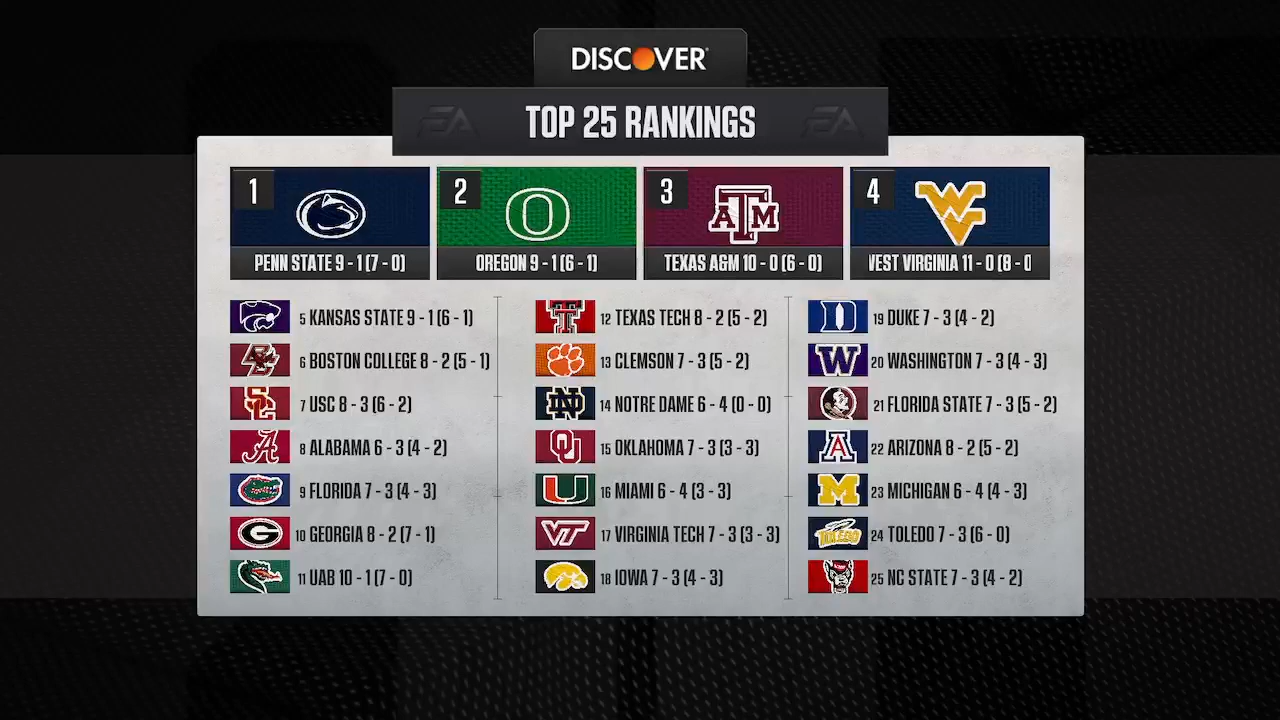 DISCOVER
TOP 25 RANKINGS
EA
EA
1
PENN STATE 9 - 1 (7 - 0)
2
O
OREGON 9 - 1 (6 - 1)
3
ATM
TEXAS A&M 10 - 0 (6 - 0)
4
WV
VEST VIRGINIA 11 - 0 (8 - 0
5 KANSAS STATE 9 - 1 (6 - 1)
6 BOSTON COLLEGE 8 - 2 (5 - 1)
7 USC 8 - 3 (6 - 2)
8 ALABAMA 6 - 3 (4 - 2)
9 FLORIDA 7 - 3 (4 - 3)
10 GEORGIA 8 - 2 (7 - 1)
11 UAB 10 - 1 (7 - 0)
12 TEXAS TECH 8 - 2 (5 - 2)
13 CLEMSON 7 - 3 (5 - 2)
14 NOTRE DAME 6 - 4 (0 - 0)
15 OKLAHOMA 7 - 3 (3 - 3)
16 MIAMI 6 - 4 (3 - 3)
17 VIRGINIA TECH 7 - 3 (3 - 3)
18 IOWA 7 - 3 (4 - 3)
19 DUKE 7 - 3 (4 - 2)
20 WASHINGTON 7 - 3 (4 - 3)
21 FLORIDA STATE 7 - 3 (5 - 2)
22 ARIZONA 8 - 2 (5 - 2)
23 MICHIGAN 6 - 4 (4 - 3)
24 TOLEDO 7 - 3 (6 - 0)
25 NC STATE 7 - 3 (4 - 2)